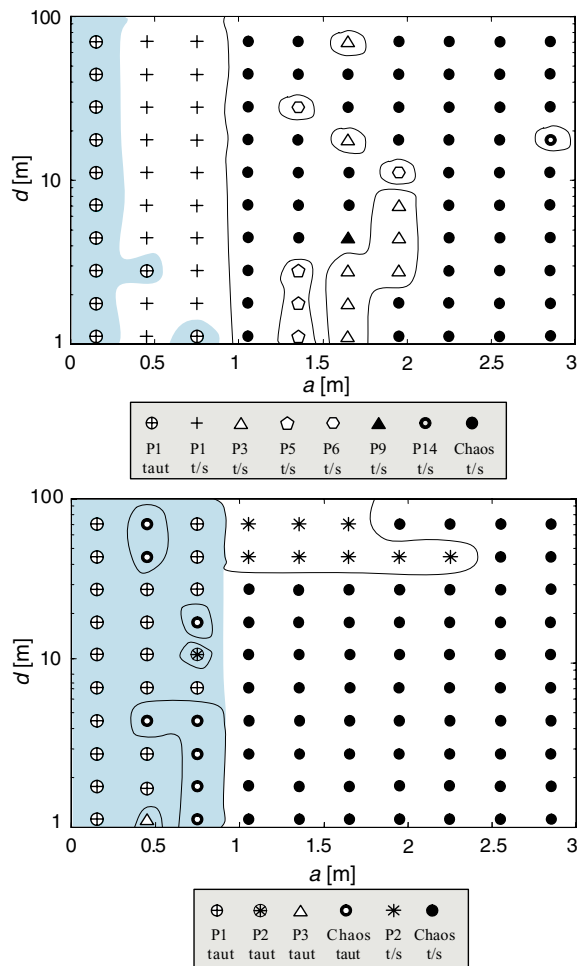 100
10
1
d [m]
0 0.5 1 1.5 2 2.5 3
a [m]
P1 P1 P3 P5 P6 P9 P14 Chaos
taut t/s t/s t/s t/s t/s t/s t/s
100
10
1
d [m]
0 0.5 1 1.5 2 2.5 3
a [m]
P1 P2 P3 Chaos P2 Chaos
taut taut taut taut t/s t/s